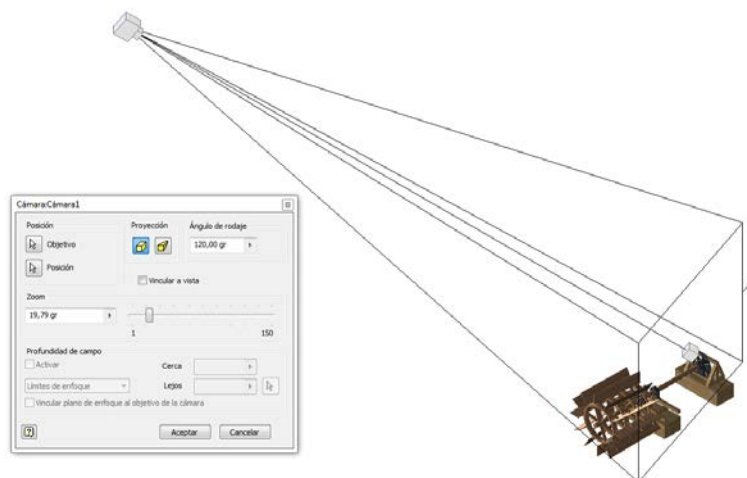 Cámara:Cámara1
Posición
Objetivo
Posición
Proyección
Ángulo de rodaje
120,00 gr
Vincular a vista
Zoom
19,79 gr
1
150
Profundidad de campo
Activar
Cerca
Límites de enfoque
Lejos
Vincular plano de enfoque al objetivo de la cámara
Aceptar
Cancelar